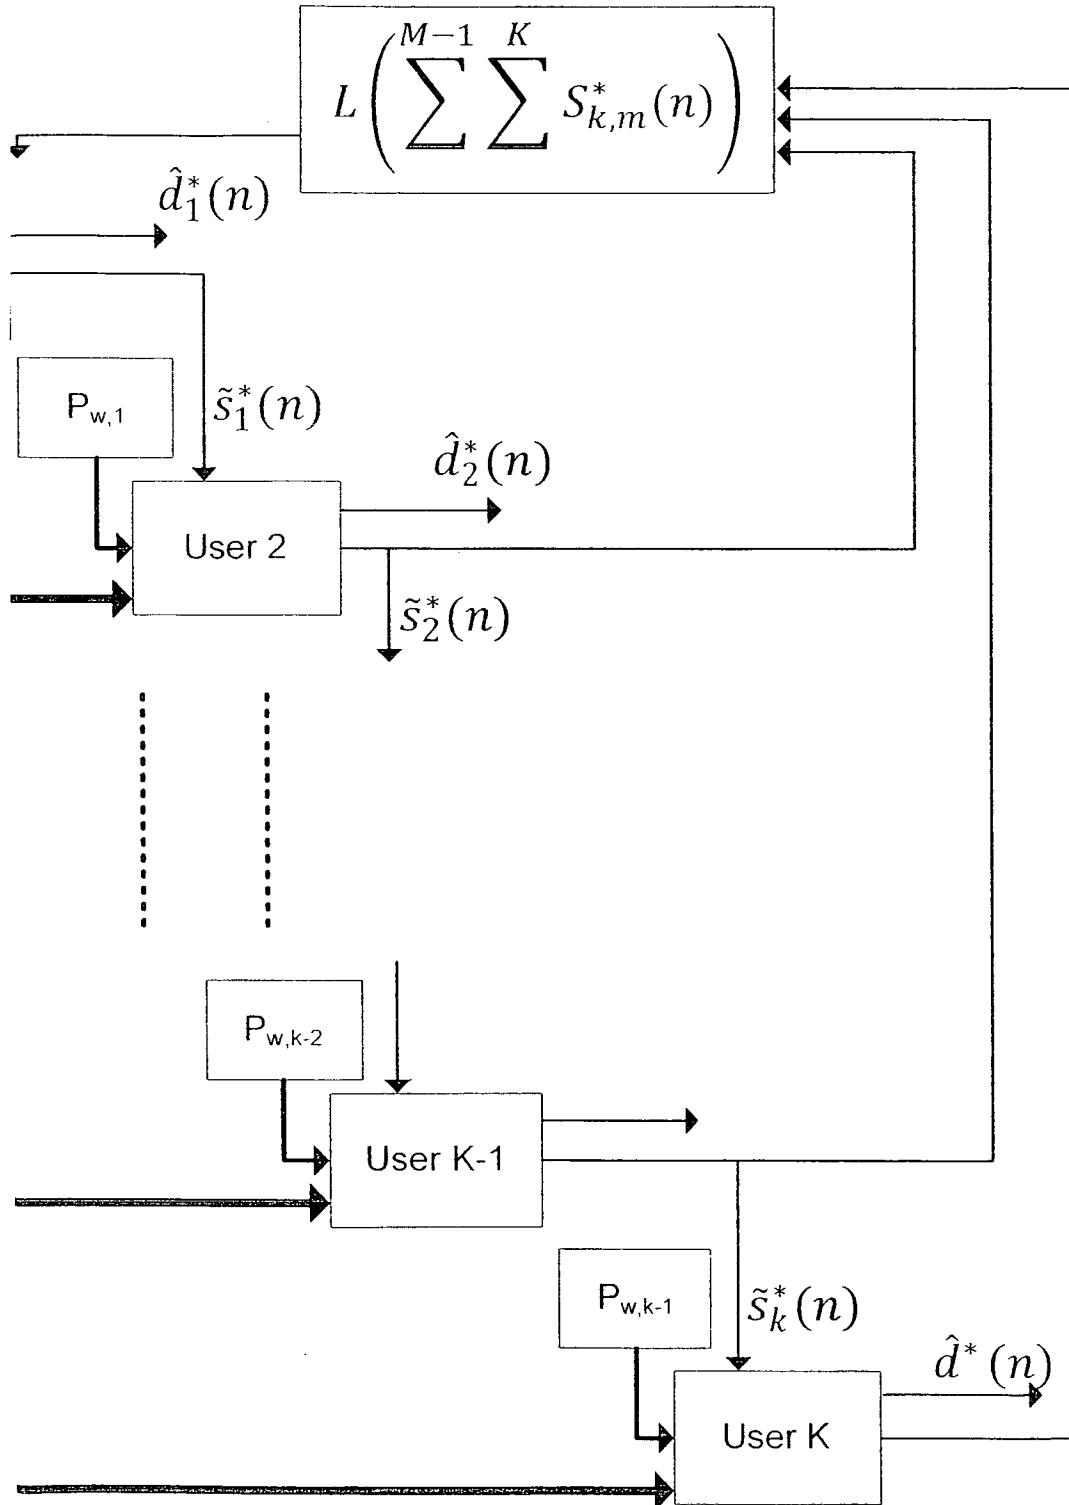 L(∑^{M-1} ∑^{K} S^*_{k,m}(n))
d̂^*_1(n)
P_{w,1}
s̃^*_1(n)
d̂^*_2(n)
User 2
s̃^*_2(n)
P_{w,k-2}
User K-1
P_{w,k-1}
s̃^*_k(n)
d̂^*(n)
User K